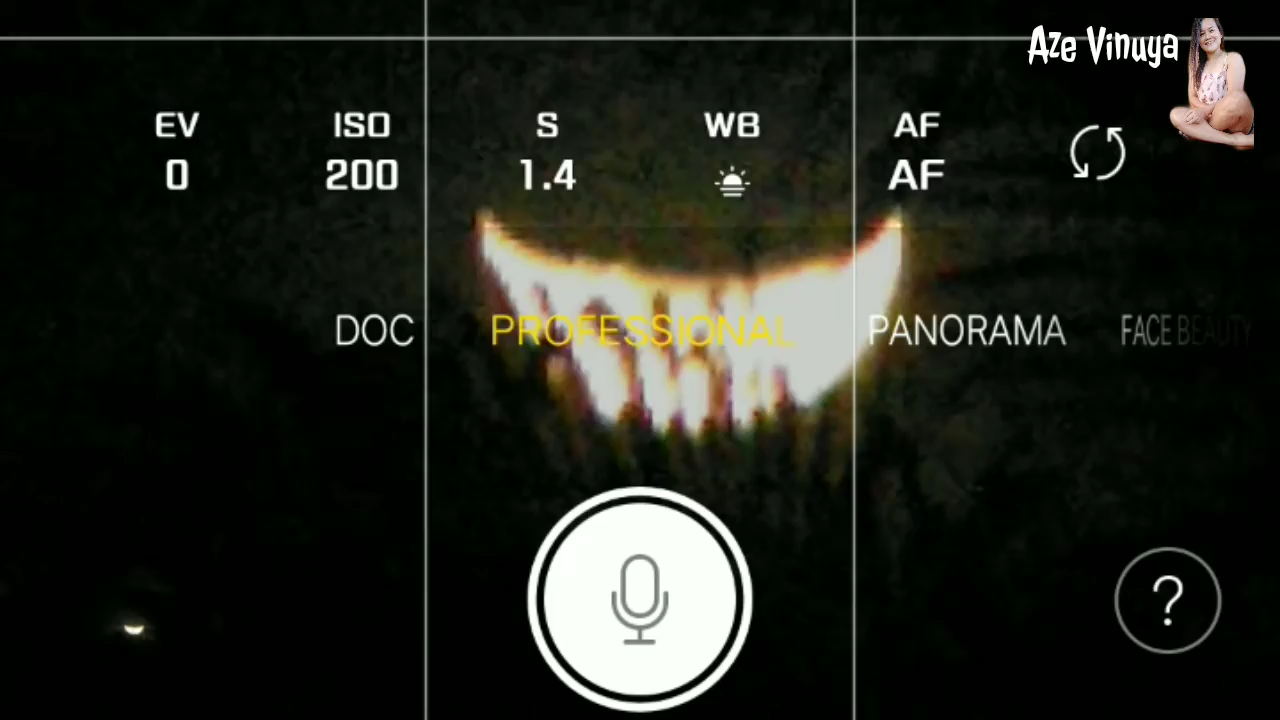 Aze Vinuya
EV ISO S WB AF
0 200 1.4 AF
DOC PROFESSIONAL PANORAMA FACE BEAUTY
?